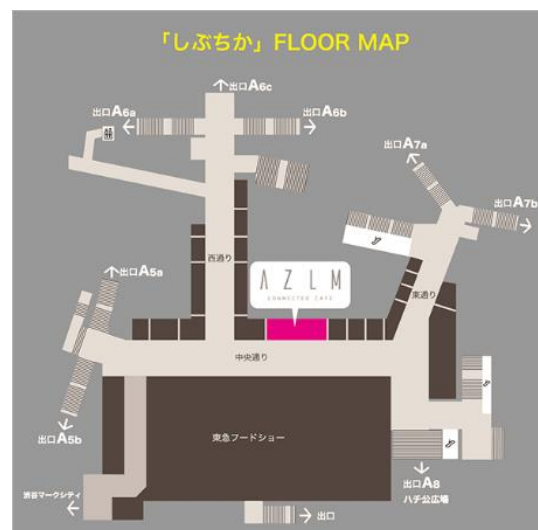 「しぶちか」FLOOR MAP
出口A6c
出口A6a
出口A6b
出口A7a
出口A7b
西通り
AZLM
CONNECTED CAFE
出口A5a
東通り
中央通り
出口A5b
東急フードショー
出口A8
ハチ公広場
渋谷マークシティ
出口